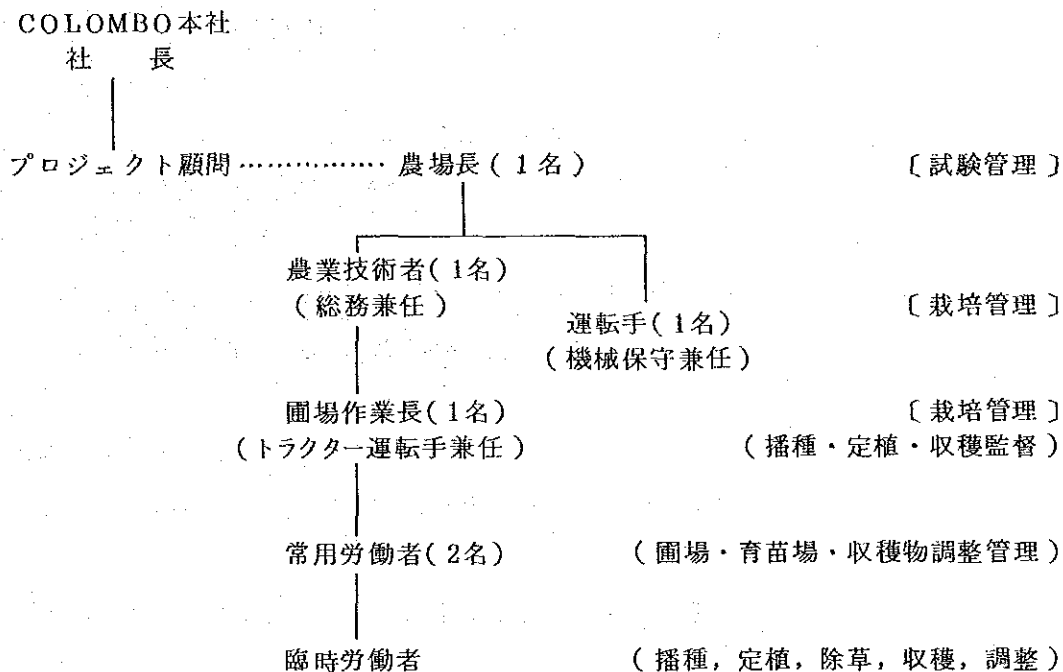 COLOMBO本社
社　長
プロジェクト顧問……………農場長(1名)　〔試験管理〕
農業技術者(1名)
(総務兼任)　〔栽培管理〕
運転手(1名)
(機械保守兼任)
圃場作業長(1名)　〔栽培管理〕
(トラクター運転手兼任)　(播種・定植・収穫監督)
常用労働者(2名)　(圃場・育苗場・収穫物調整管理)
臨時労働者　(播種，定植，除草，収穫，調整)